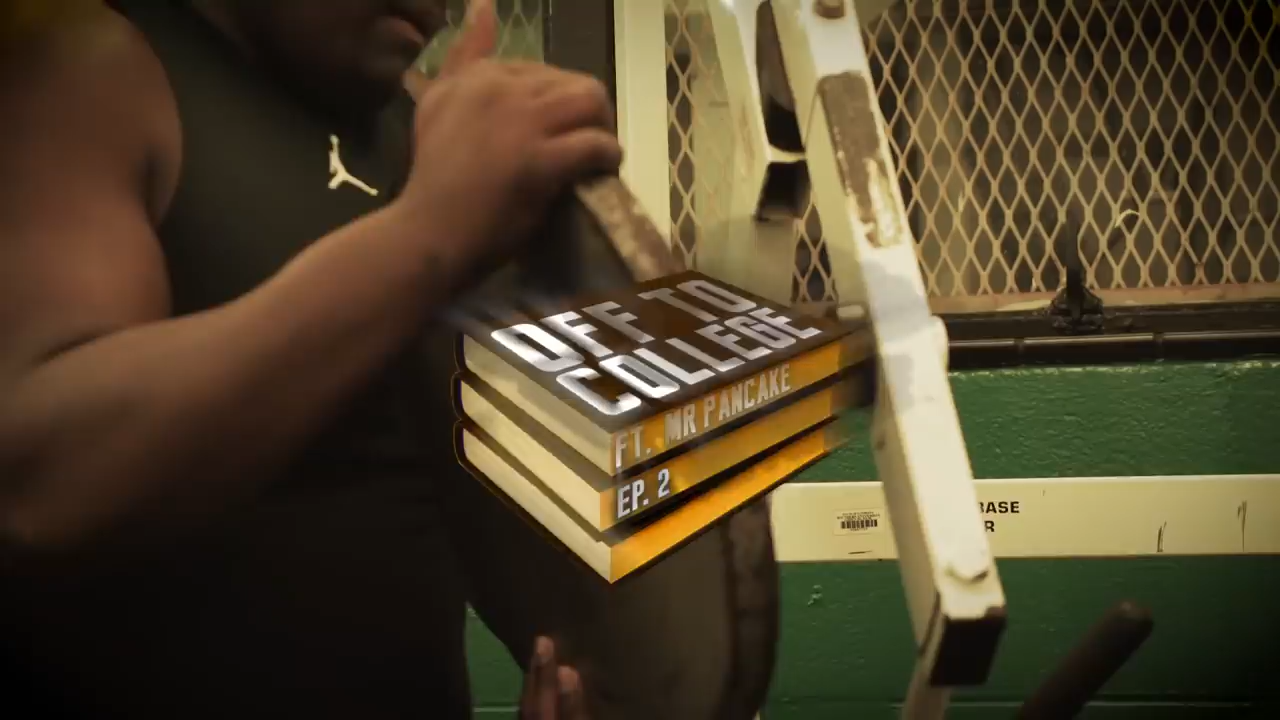 OFF TO
COLLEGE
FT. MR PANCAKE
EP. 2
BASE
R